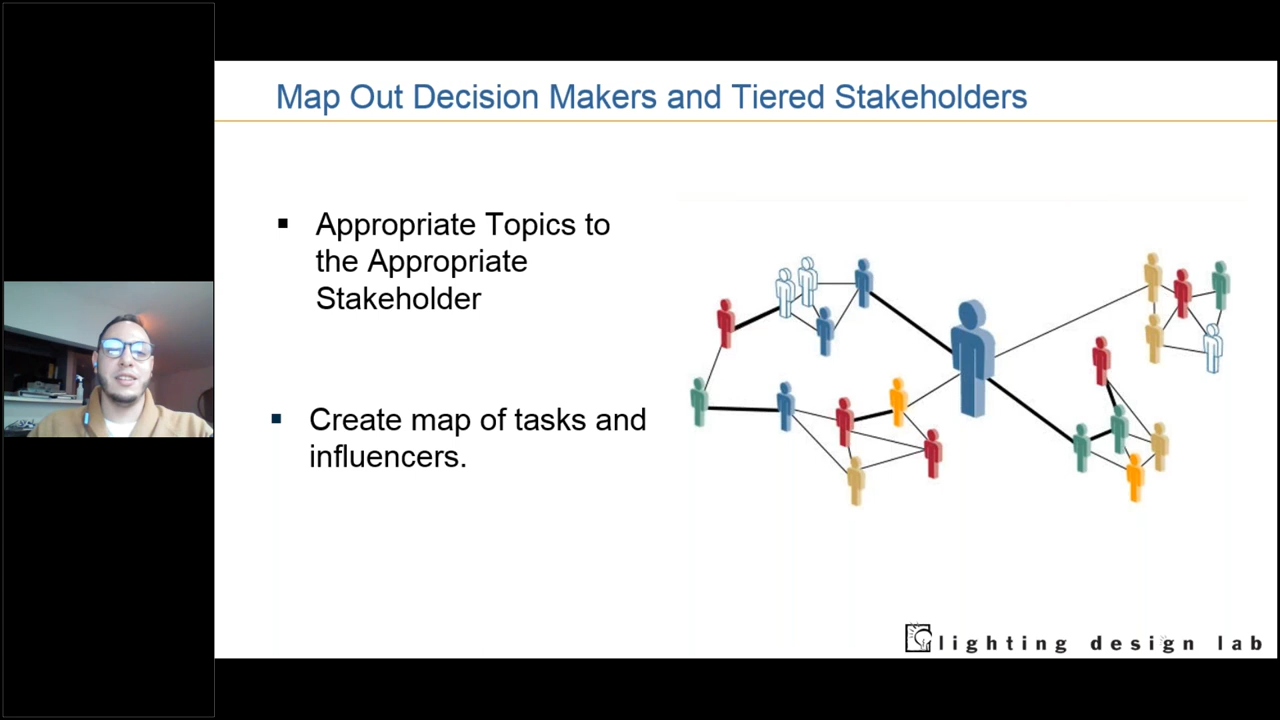 Map Out Decision Makers and Tiered Stakeholders
Appropriate Topics to
the Appropriate
Stakeholder
Create map of tasks and
influencers.
lighting design lab